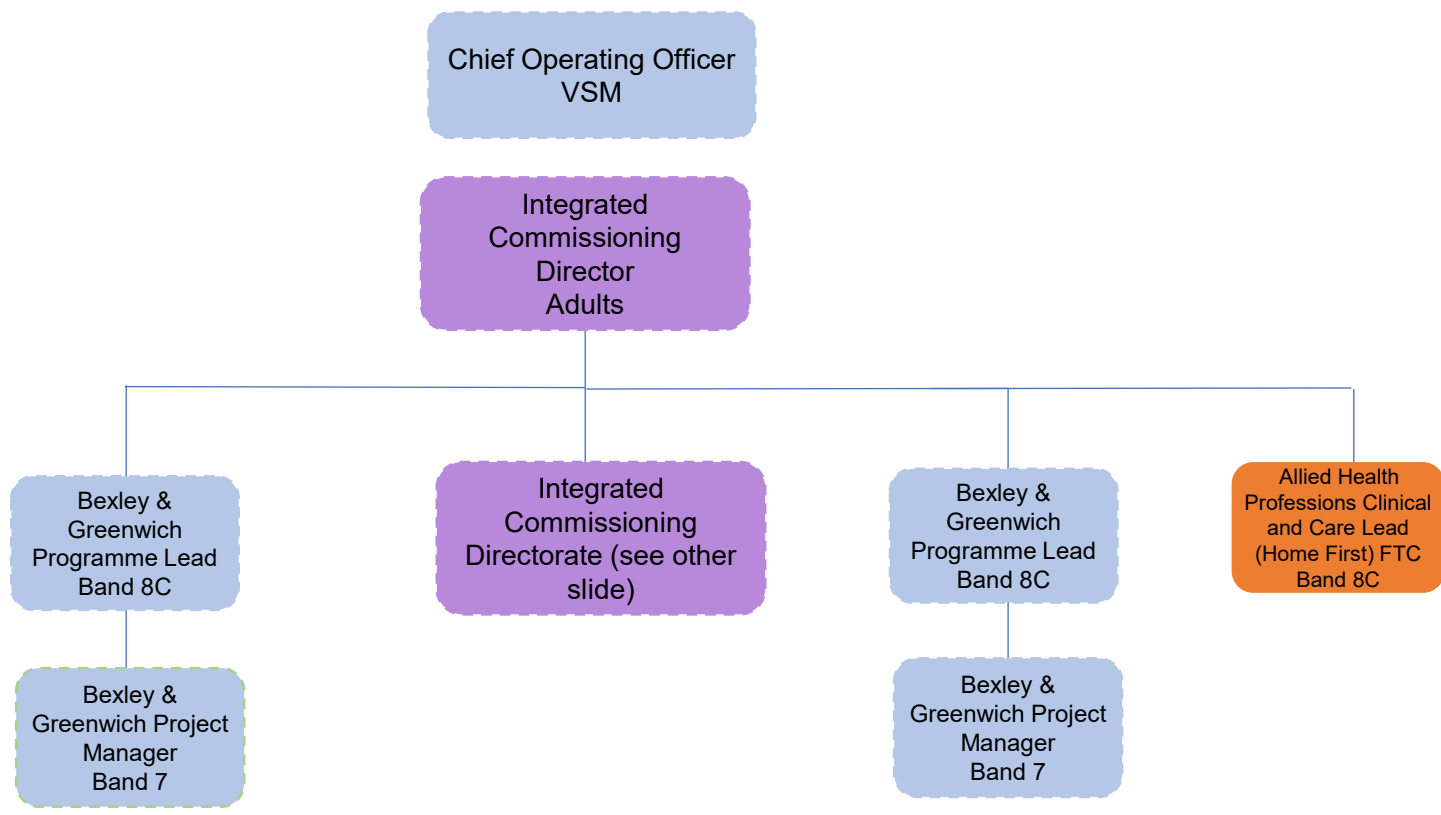 Chief Operating Officer
VSM
Integrated
Commissioning
Director
Adults
Bexley &
Greenwich
Programme Lead
Band 8C
Integrated
Commissioning
Directorate (see other
slide)
Bexley &
Greenwich
Programme Lead
Band 8C
Allied Health
Professions Clinical
and Care Lead
(Home First) FTC
Band 8C
Bexley &
Greenwich Project
Manager
Band 7
Bexley &
Greenwich Project
Manager
Band 7